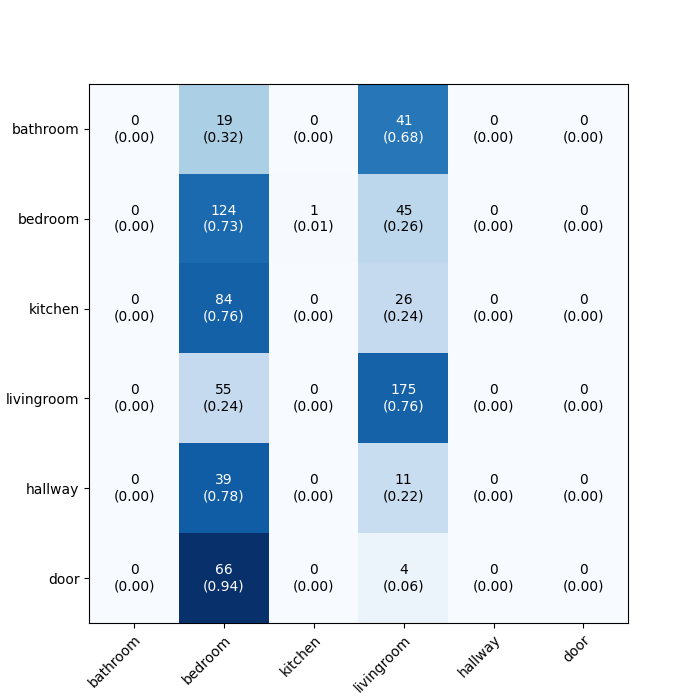 bathroom 0 19 0 41 0 0
(0.00) (0.32) (0.00) (0.68) (0.00) (0.00)
bedroom 0 124 1 45 0 0
(0.00) (0.73) (0.01) (0.26) (0.00) (0.00)
kitchen 0 84 0 26 0 0
(0.00) (0.76) (0.00) (0.24) (0.00) (0.00)
livingroom 0 55 0 175 0 0
(0.00) (0.24) (0.00) (0.76) (0.00) (0.00)
hallway 0 39 0 11 0 0
(0.00) (0.78) (0.00) (0.22) (0.00) (0.00)
door 0 66 0 4 0 0
(0.00) (0.94) (0.00) (0.06) (0.00) (0.00)
bathroom bedroom kitchen livingroom hallway door